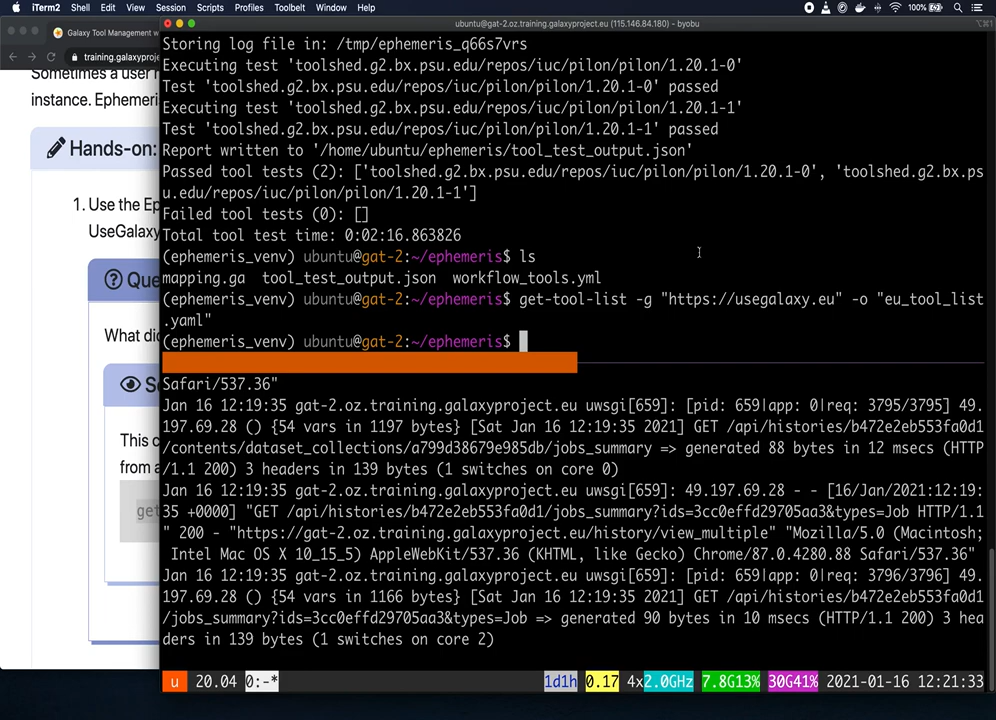 iTerm2 Shell Edit View Session Scripts Profiles Toolbelt Window Help
100%
ubuntu@gat-2.oz.training.galaxyproject.eu (115.146.84.180) - byobu
Galaxy Tool Management w
training.galaxyproje
Sometimes a user
instance. Ephemeri
Hands-on:
1. Use the Ep
UseGalaxy
Que
What did
This c
from a
get
Storing log file in: /tmp/ephemeris_q66s7vrs
Executing test 'toolshed.g2.bx.psu.edu/repos/iuc/pilon/pilon/1.20.1-0'
Test 'toolshed.g2.bx.psu.edu/repos/iuc/pilon/pilon/1.20.1-0' passed
Executing test 'toolshed.g2.bx.psu.edu/repos/iuc/pilon/pilon/1.20.1-1'
Test 'toolshed.g2.bx.psu.edu/repos/iuc/pilon/pilon/1.20.1-1' passed
Report written to '/home/ubuntu/ephemeris/tool_test_output.json'
Passed tool tests (2): ['toolshed.g2.bx.psu.edu/repos/iuc/pilon/pilon/1.20.1-0', 'toolshed.g2.bx.ps
u.edu/repos/iuc/pilon/pilon/1.20.1-1']
Failed tool tests (0): []
Total tool test time: 0:02:16.863826
(ephemeris_venv) ubuntu@gat-2:~/ephemeris$ ls
mapping.ga  tool_test_output.json  workflow_tools.yml
(ephemeris_venv) ubuntu@gat-2:~/ephemeris$ get-tool-list -g "https://usegalaxy.eu" -o "eu_tool_list
.yaml"
(ephemeris_venv) ubuntu@gat-2:~/ephemeris$
Safari/537.36"
Jan 16 12:19:35 gat-2.oz.training.galaxyproject.eu uwsgi[659]: [pid: 659|app: 0|req: 3795/3795] 49.
197.69.28 () {54 vars in 1197 bytes} [Sat Jan 16 12:19:35 2021] GET /api/histories/b472e2eb553fa0d1
/contents/dataset_collections/a799d38679e985db/jobs_summary => generated 88 bytes in 12 msecs (HTTP
/1.1 200) 3 headers in 139 bytes (1 switches on core 0)
Jan 16 12:19:35 gat-2.oz.training.galaxyproject.eu uwsgi[659]: 49.197.69.28 - - [16/Jan/2021:12:19:
35 +0000] "GET /api/histories/b472e2eb553fa0d1/jobs_summary?ids=3cc0effd29705aa3&types=Job HTTP/1.1
" 200 - "https://gat-2.oz.training.galaxyproject.eu/history/view_multiple" "Mozilla/5.0 (Macintosh;
 Intel Mac OS X 10_15_5) AppleWebKit/537.36 (KHTML, like Gecko) Chrome/87.0.4280.88 Safari/537.36"
Jan 16 12:19:35 gat-2.oz.training.galaxyproject.eu uwsgi[659]: [pid: 659|app: 0|req: 3796/3796] 49.
197.69.28 () {54 vars in 1166 bytes} [Sat Jan 16 12:19:35 2021] GET /api/histories/b472e2eb553fa0d1
/jobs_summary?ids=3cc0effd29705aa3&types=Job => generated 90 bytes in 10 msecs (HTTP/1.1 200) 3 hea
ders in 139 bytes (1 switches on core 2)
u 20.04 0:-* 1d1h 0.17 4x2.0GHz 7.8G13% 30G41% 2021-01-16 12:21:33